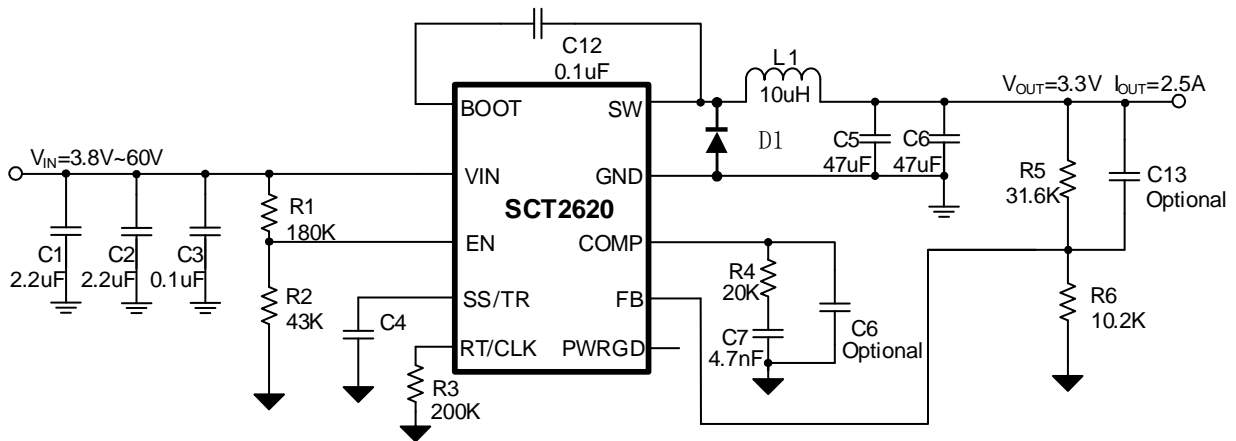 C12
0.1uF
L1
10uH
BOOT
SW
VOUT=3.3V IOUT=2.5A
D1
C5
47uF
C6
47uF
VIN=3.8V~60V
VIN
GND
R5
31.6K
C13
Optional
SCT2620
R1
180K
EN
COMP
C1
2.2uF
C2
2.2uF
C3
0.1uF
R4
20K
R2
43K
SS/TR
FB
R6
10.2K
C4
C7
4.7nF
C6
Optional
RT/CLK
PWRGD
R3
200K